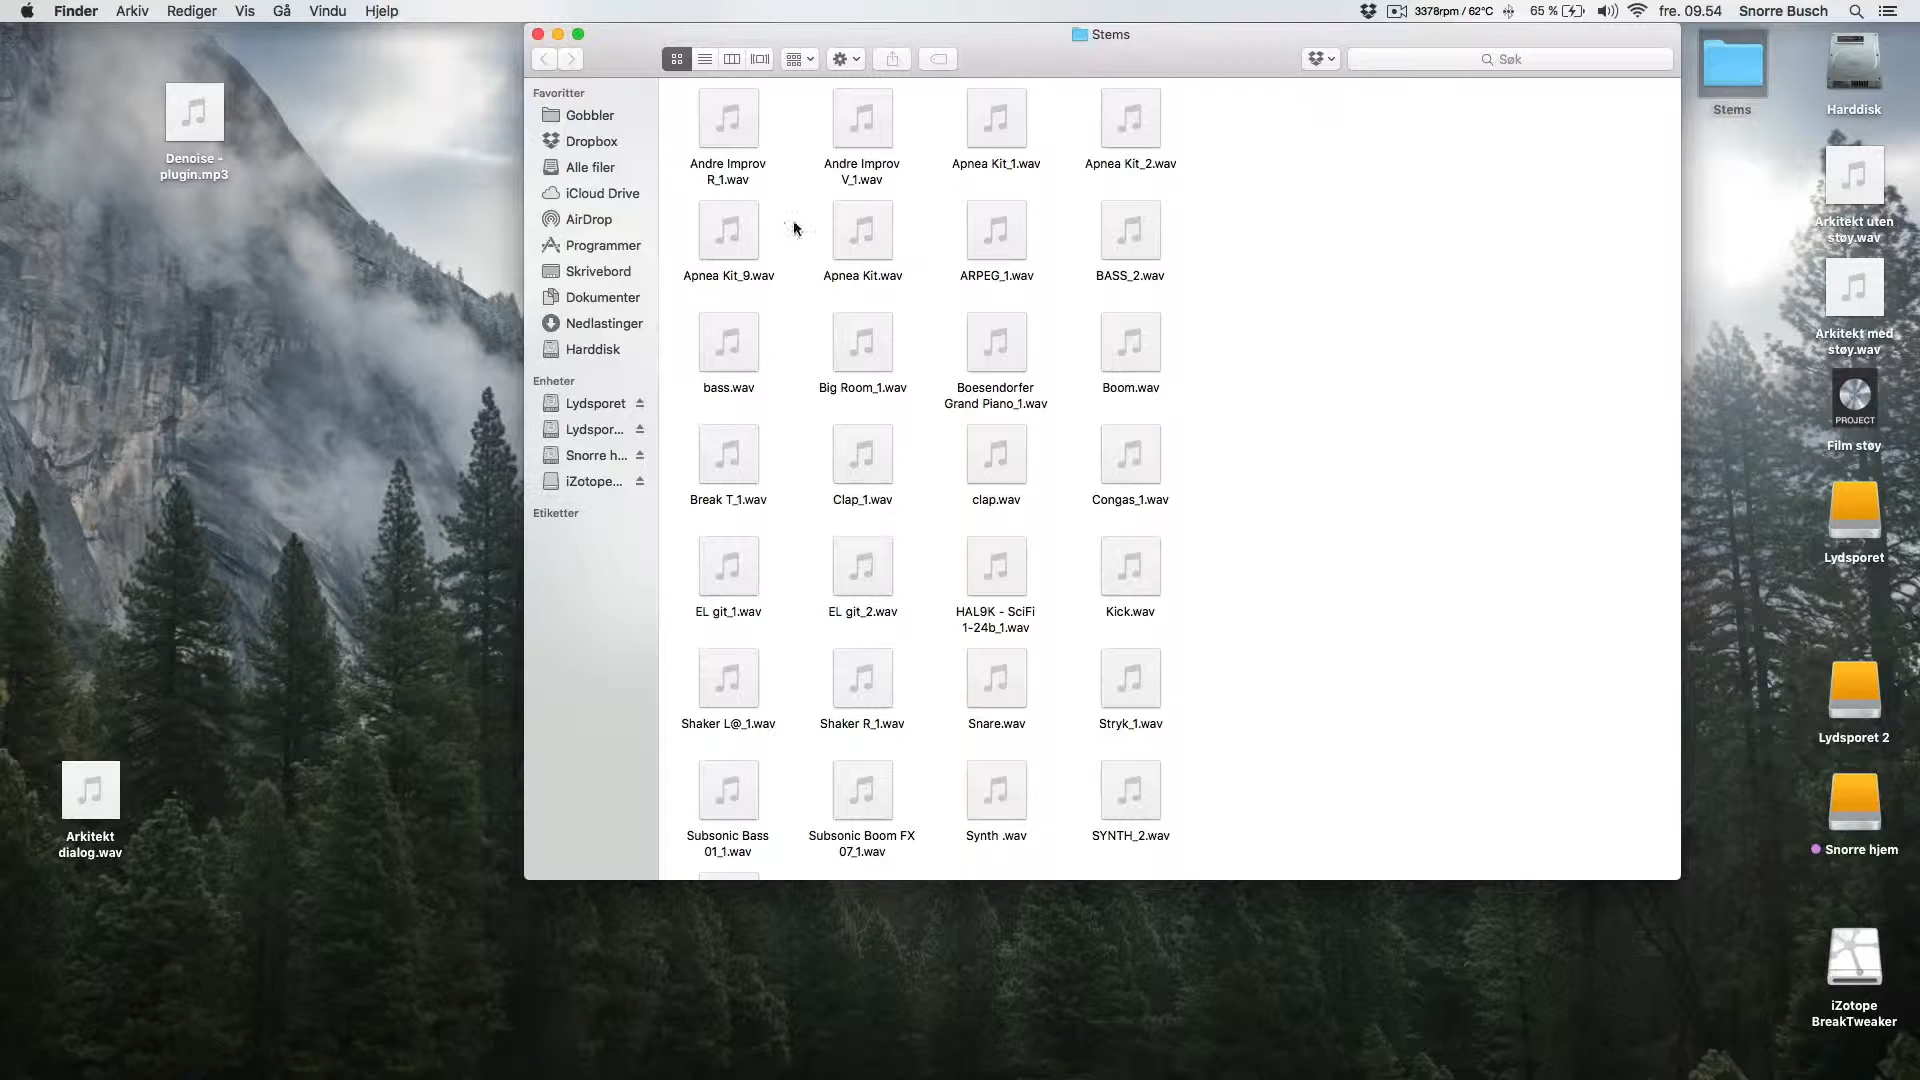 Finder Arkiv Rediger Vis Gå Vindu Hjelp
3378rpm / 62°C 65 % fre. 09.54 Snorre Busch
Stems
Søk
Favoritter
Gobbler
Dropbox
Alle filer
iCloud Drive
AirDrop
Programmer
Skrivebord
Dokumenter
Nedlastinger
Harddisk
Enheter
Lydsporet
Lydspor...
Snorre h...
iZotope...
Etiketter
Andre Improv
R_1.wav
Andre Improv
V_1.wav
Apnea Kit_1.wav
Apnea Kit_2.wav
Apnea Kit_9.wav
Apnea Kit.wav
ARPEG_1.wav
BASS_2.wav
bass.wav
Big Room_1.wav
Boesendorfer
Grand Piano_1.wav
Boom.wav
Break T_1.wav
Clap_1.wav
clap.wav
Congas_1.wav
EL git_1.wav
EL git_2.wav
HAL9K - SciFi
1-24b_1.wav
Kick.wav
Shaker L@_1.wav
Shaker R_1.wav
Snare.wav
Stryk_1.wav
Subsonic Bass
01_1.wav
Subsonic Boom FX
07_1.wav
Synth .wav
SYNTH_2.wav
Denoise -
plugin.mp3
Arkitekt
dialog.wav
Stems
Harddisk
Arkitekt uten
støy.wav
Arkitekt med
støy.wav
PROJECT
Film støy
Lydsporet
Lydsporet 2
Snorre hjem
iZotope
BreakTweaker